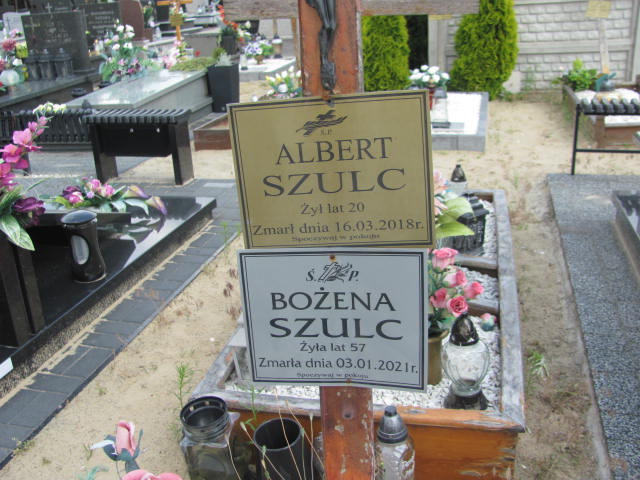 Ś.P.
ALBERT
SZULC
Żył lat 20
Zmarł dnia 16.03.2018r.
Spoczywaj w pokoju
Ś. P.
BOŻENA
SZULC
Żyła lat 57
Zmarła dnia 03.01.2021r.
Spoczywaj w pokoju